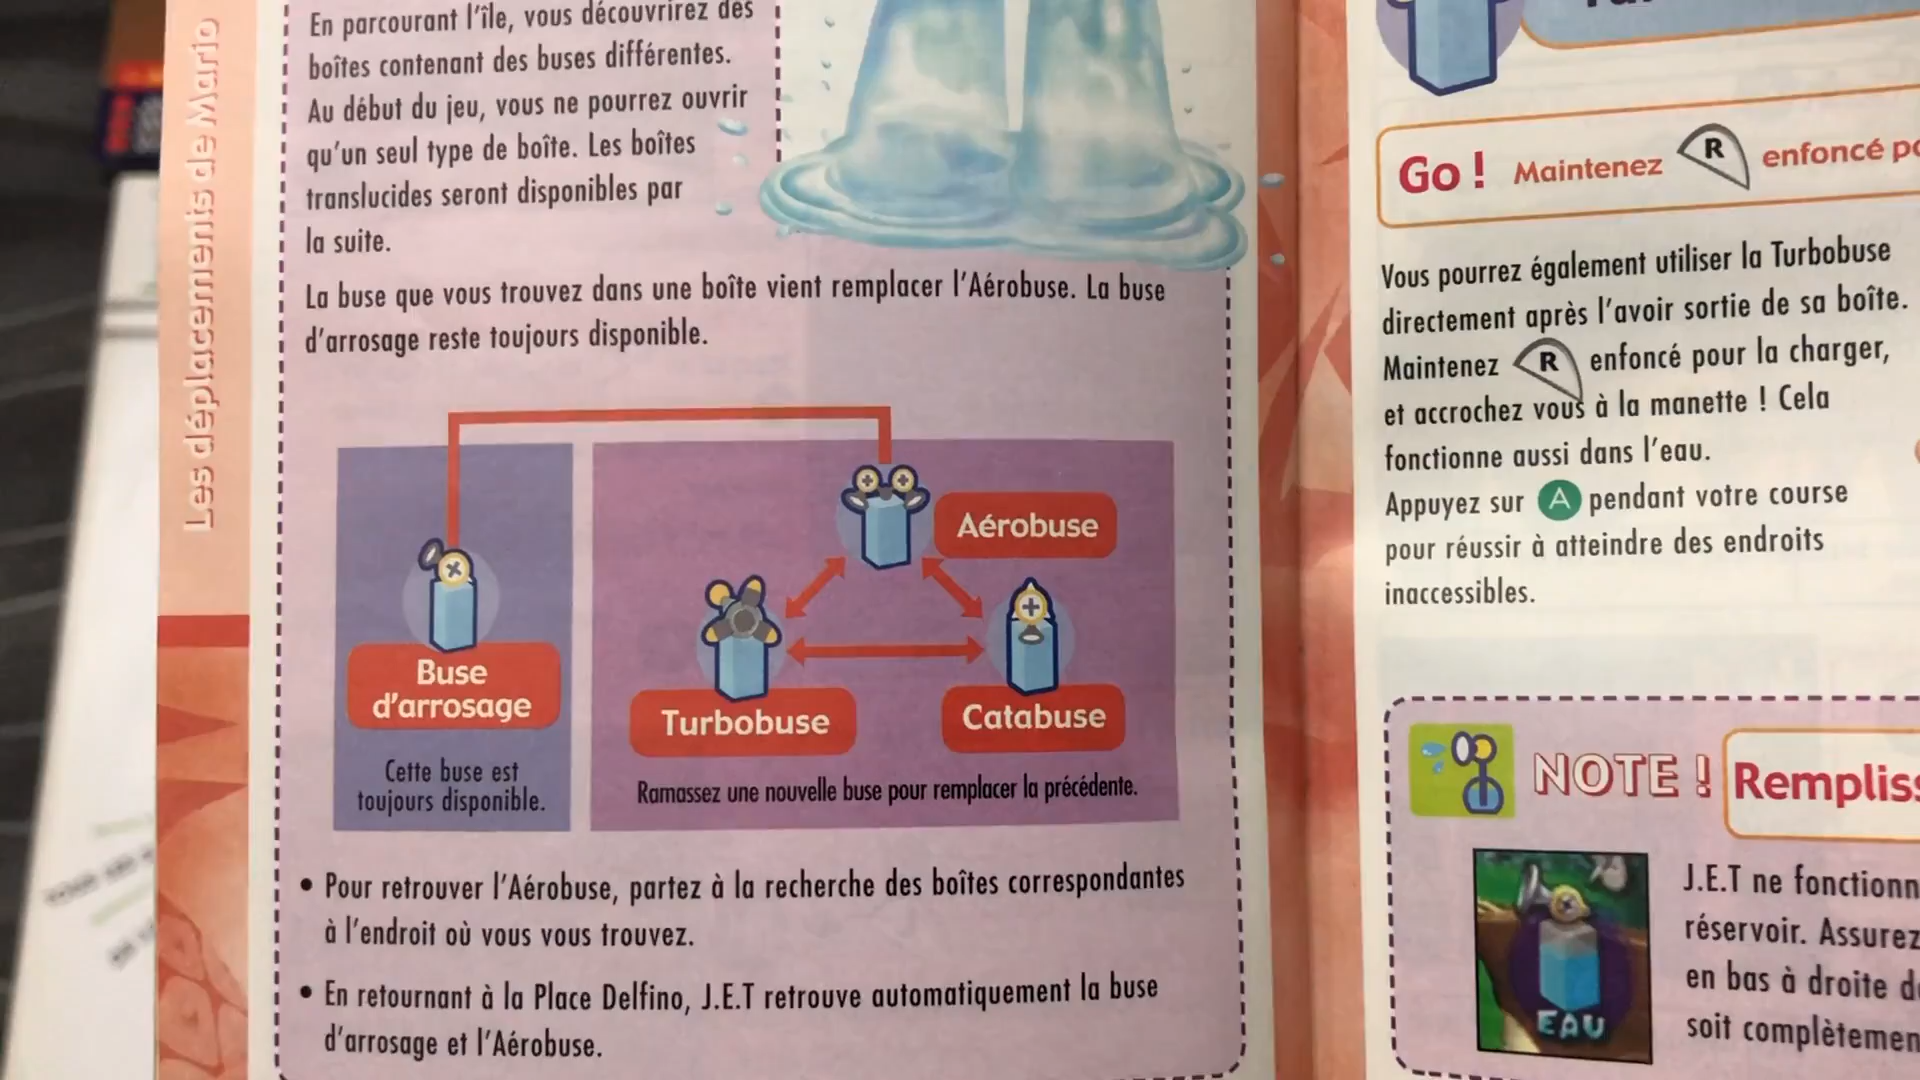 Les déplacements de Mario
En parcourant l'île, vous découvrirez des
boîtes contenant des buses différentes.
Au début du jeu, vous ne pourrez ouvrir
qu'un seul type de boîte. Les boîtes
translucides seront disponibles par
la suite.
La buse que vous trouvez dans une boîte vient remplacer l'Aérobuse. La buse
d'arrosage reste toujours disponible.
Aérobuse
Buse
d'arrosage
Turbobuse
Catabuse
Cette buse est
toujours disponible.
Ramassez une nouvelle buse pour remplacer la précédente.
• Pour retrouver l'Aérobuse, partez à la recherche des boîtes correspondantes
à l'endroit où vous vous trouvez.
• En retournant à la Place Delfino, J.E.T retrouve automatiquement la buse
d'arrosage et l'Aérobuse.
Go ! Maintenez R enfoncé
Vous pourrez également utiliser la Turbobuse
directement après l'avoir sortie de sa boîte.
Maintenez R enfoncé pour la charger,
et accrochez vous à la manette ! Cela
fonctionne aussi dans l'eau.
Appuyez sur A pendant votre course
pour réussir à atteindre des endroits
inaccessibles.
NOTE ! Rempliss
J.E.T ne fonctionn
réservoir. Assurez
en bas à droite d
soit complètemen
EAU